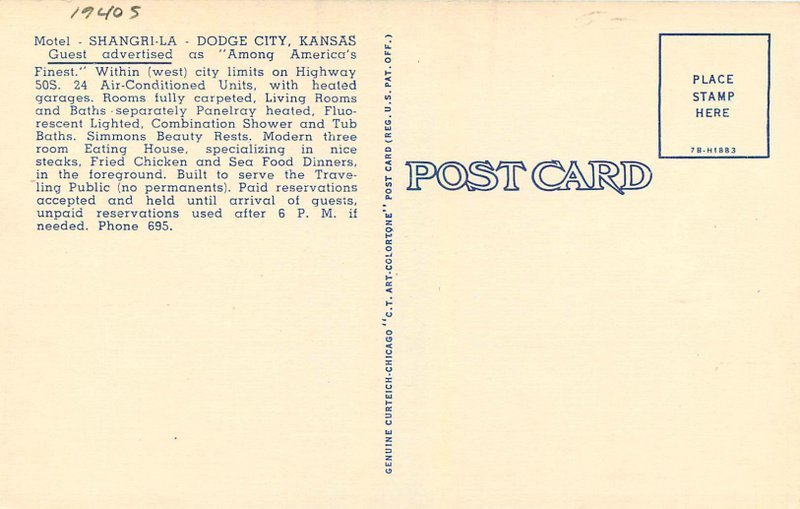 1940s
Motel - SHANGRI-LA - DODGE CITY, KANSAS
Guest advertised as "Among America's
Finest." Within (west) city limits on Highway
50S. 24 Air-Conditioned Units, with heated
garages. Rooms fully carpeted, Living Rooms
and Baths separately Panelray heated, Fluo-
rescent Lighted, Combination Shower and Tub
Baths. Simmons Beauty Rests. Modern three
room Eating House, specializing in nice
steaks, Fried Chicken and Sea Food Dinners,
in the foreground. Built to serve the Trave-
ling Public (no permanents). Paid reservations
accepted and held until arrival of guests,
unpaid reservations used after 6 P. M. if
needed. Phone 695.
GENUINE CURTEICH-CHICAGO "C.T. ART-COLORTONE" POST CARD (REG. U.S. PAT. OFF.)
POST CARD
PLACE
STAMP
HERE
7B-H1883